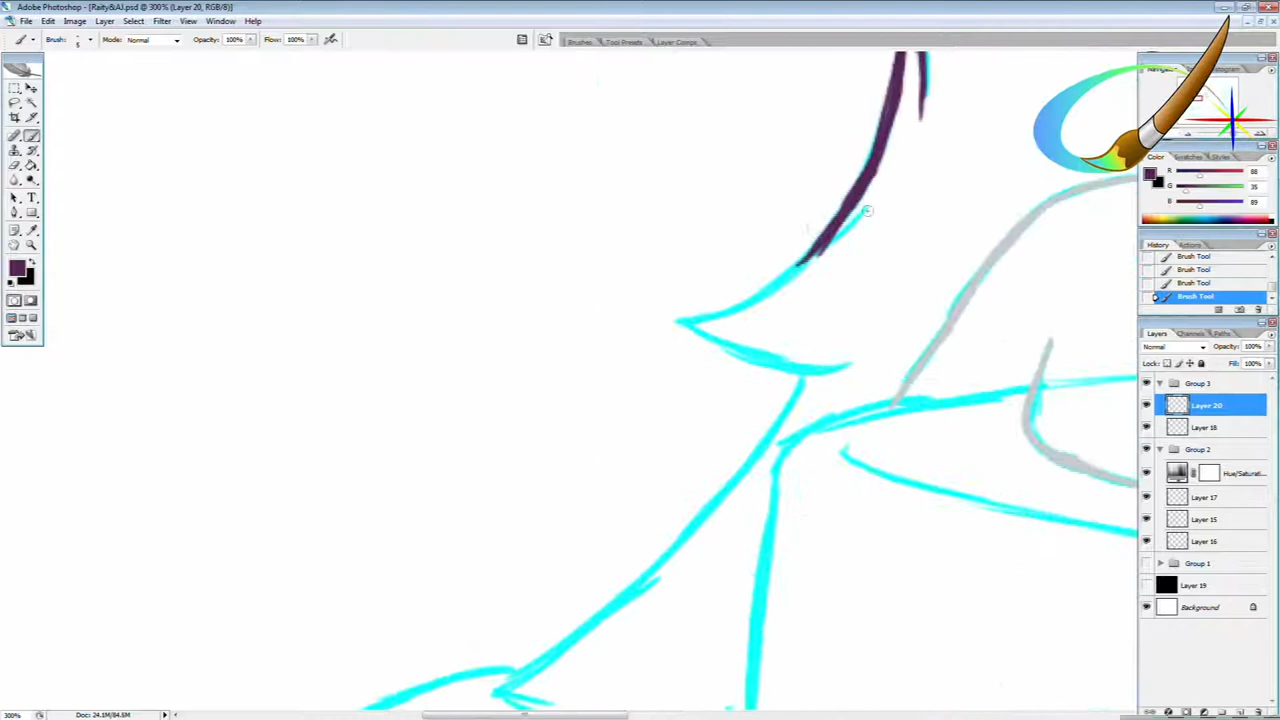 Adobe Photoshop - [Raity&AJ.psd @ 300% (Layer 20, RGB/8)]
File Edit Image Layer Select Filter View Window Help
Brush: 5 Mode: Normal Opacity: 100% Flow: 100%
Brushes Tool Presets Layer Comps
Color Swatches Styles
R 88
G 35
B 89
History Actions
Brush Tool
Brush Tool
Brush Tool
Brush Tool
Layers Channels Paths
Normal Opacity: 100%
Lock: Fill: 100%
Group 3
Layer 20
Layer 18
Group 2
Hue/Saturati...
Layer 17
Layer 15
Layer 16
Group 1
Layer 19
Background
300% Doc: 24.1M/84.6M